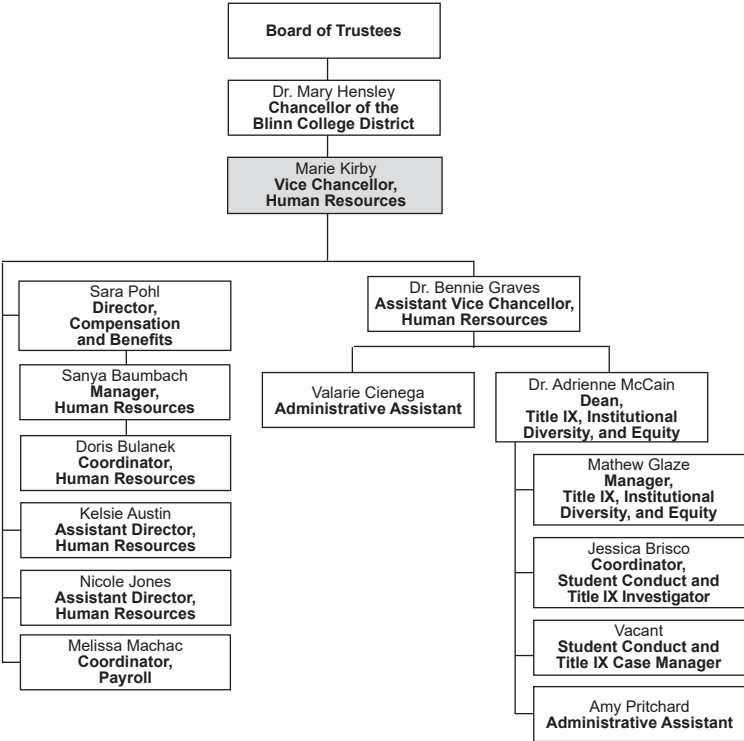 Board of Trustees
Dr. Mary Hensley
Chancellor of the
Blinn College District
Marie Kirby
Vice Chancellor,
Human Resources
Sara Pohl
Director,
Compensation
and Benefits
Sanya Baumbach
Manager,
Human Resources
Doris Bulanek
Coordinator,
Human Resources
Kelsie Austin
Assistant Director,
Human Resources
Nicole Jones
Assistant Director,
Human Resources
Melissa Machac
Coordinator,
Payroll
Dr. Bennie Graves
Assistant Vice Chancellor,
Human Rersources
Valarie Cienega
Administrative Assistant
Dr. Adrienne McCain
Dean,
Title IX, Institutional
Diversity, and Equity
Mathew Glaze
Manager,
Title IX, Institutional
Diversity, and Equity
Jessica Brisco
Coordinator,
Student Conduct and
Title IX Investigator
Vacant
Student Conduct and
Title IX Case Manager
Amy Pritchard
Administrative Assistant